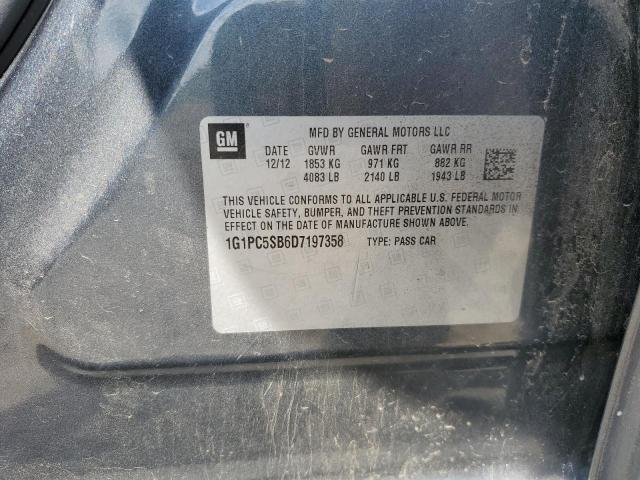 GM
MFD BY GENERAL MOTORS LLC
DATE GVWR GAWR FRT GAWR RR
12/12 1853 KG 971 KG 882 KG
4083 LB 2140 LB 1943 LB
THIS VEHICLE CONFORMS TO ALL APPLICABLE U.S. FEDERAL MOTOR
VEHICLE SAFETY, BUMPER, AND THEFT PREVENTION STANDARDS IN
EFFECT ON THE DATE OF MANUFACTURE SHOWN ABOVE.
1G1PC5SB6D7197358 TYPE: PASS CAR